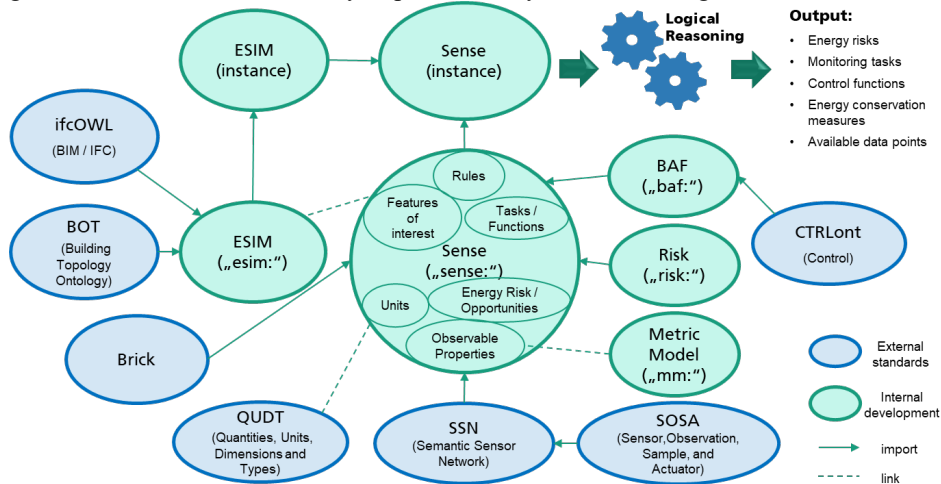 ESIM
(instance)
Sense
(instance)
Logical
Reasoning
Output:
• Energy risks
• Monitoring tasks
• Control functions
• Energy conservation
measures
• Available data points
ifcOWL
(BIM / IFC)
BOT
(Building
Topology
Ontology)
ESIM
(„esim:“)
Brick
Rules
Features
of
interest
Tasks /
Functions
Sense
(„sense:“)
Units
Energy Risk /
Opportunities
Observable
Properties
BAF
(„baf:“)
Risk
(„risk:“)
Metric
Model
(„mm:“)
CTRLont
(Control)
QUDT
(Quantities, Units,
Dimensions and
Types)
SSN
(Semantic Sensor
Network)
SOSA
(Sensor,Observation,
Sample, and
Actuator)
External
standards
Internal
development
import
link